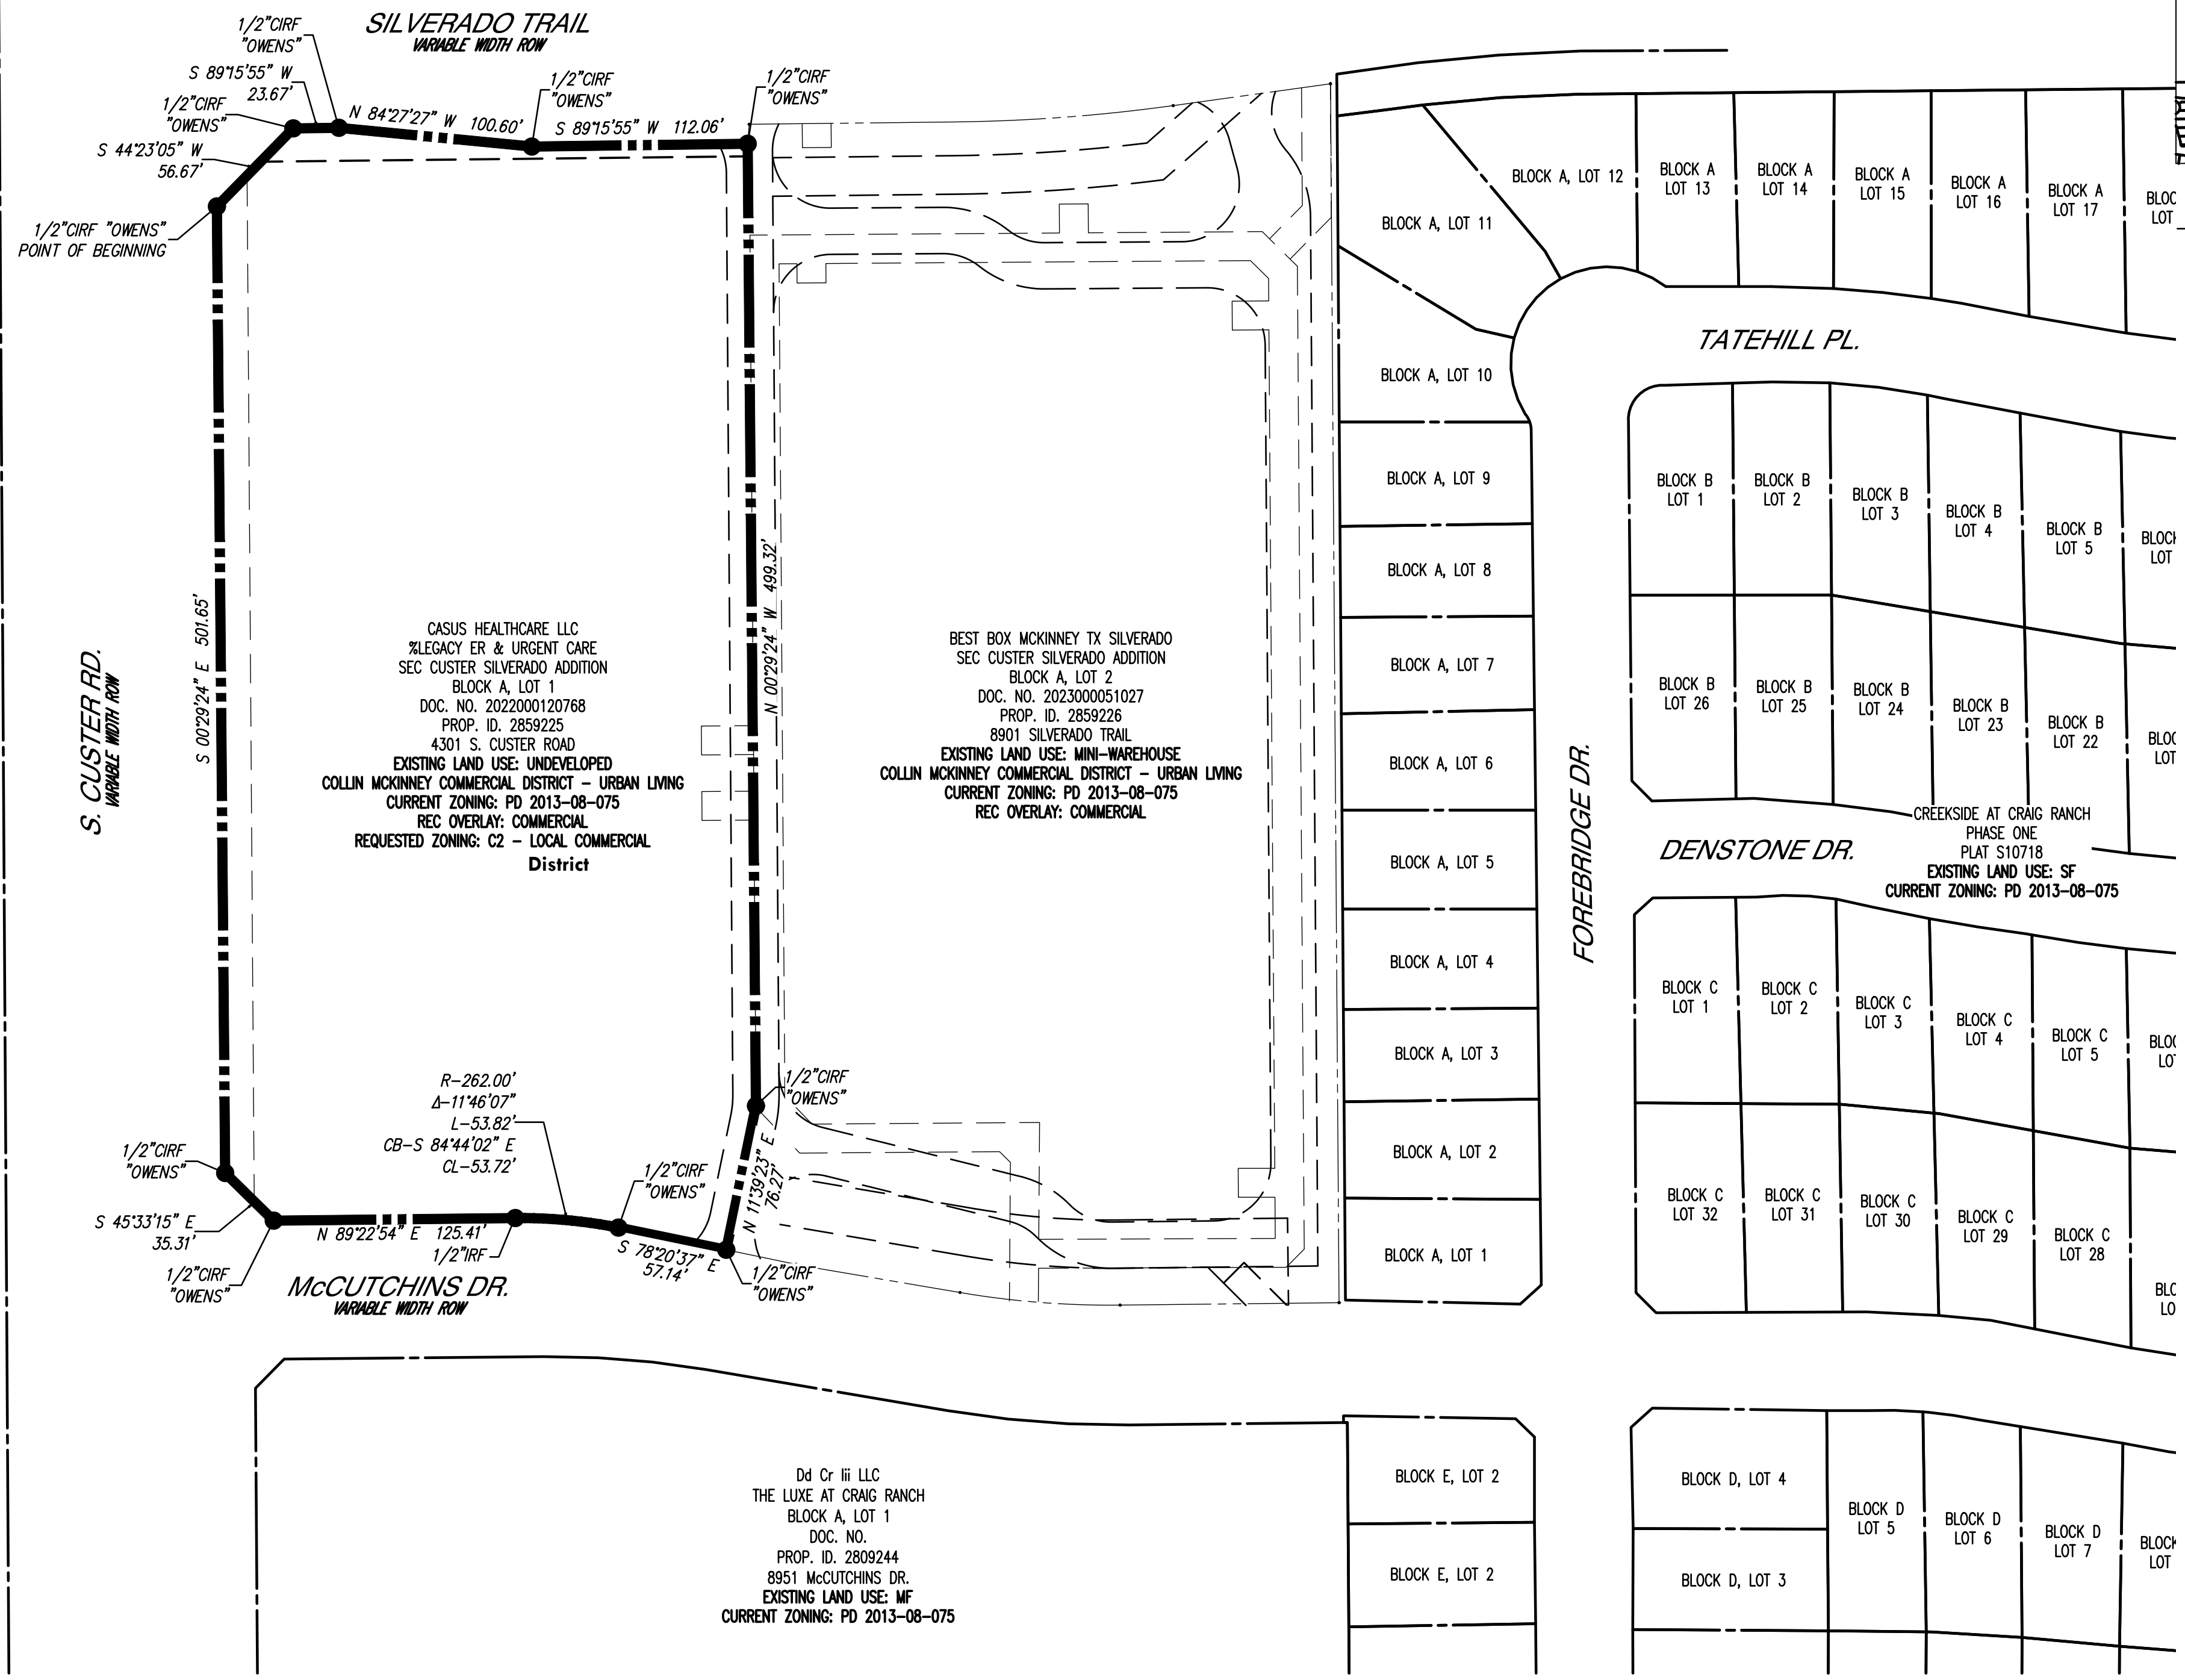 SILVERADO TRAIL
VARIABLE WIDTH ROW
1/2"CIRF
"OWENS"
S 89°15'55" W
23.67'
1/2"CIRF
"OWENS"
S 44°23'05" W
56.67'
1/2"CIRF "OWENS"
POINT OF BEGINNING
N 84°27'27" W 100.60'
1/2"CIRF
"OWENS"
S 89°15'55" W 112.06'
1/2"CIRF
"OWENS"
S. CUSTER RD.
VARIABLE WIDTH ROW
S 00°29'24" E 501.65'
CASUS HEALTHCARE LLC
%LEGACY ER & URGENT CARE
SEC CUSTER SILVERADO ADDITION
BLOCK A, LOT 1
DOC. NO. 2022000120768
PROP. ID. 2859225
4301 S. CUSTER ROAD
EXISTING LAND USE: UNDEVELOPED
COLLIN MCKINNEY COMMERCIAL DISTRICT – URBAN LIVING
CURRENT ZONING: PD 2013–08–075
REC OVERLAY: COMMERCIAL
REQUESTED ZONING: C2 – LOCAL COMMERCIAL
District
N 00°29'24" W 499.32'
BEST BOX MCKINNEY TX SILVERADO
SEC CUSTER SILVERADO ADDITION
BLOCK A, LOT 2
DOC. NO. 2023000051027
PROP. ID. 2859226
8901 SILVERADO TRAIL
EXISTING LAND USE: MINI–WAREHOUSE
COLLIN MCKINNEY COMMERCIAL DISTRICT – URBAN LIVING
CURRENT ZONING: PD 2013–08–075
REC OVERLAY: COMMERCIAL
R–262.00'
Δ–11°46'07"
L–53.82'
CB–S 84°44'02" E
CL–53.72'
1/2"CIRF
"OWENS"
1/2"CIRF
"OWENS"
N 11°39'23" E
76.27'
1/2"CIRF
"OWENS"
S 45°33'15" E
35.31'
1/2"CIRF
"OWENS"
N 89°22'54" E 125.41'
1/2"IRF
S 78°20'37" E
57.14'
1/2"CIRF
"OWENS"
McCUTCHINS DR.
VARIABLE WIDTH ROW
Dd Cr Iii LLC
THE LUXE AT CRAIG RANCH
BLOCK A, LOT 1
DOC. NO.
PROP. ID. 2809244
8951 McCUTCHINS DR.
EXISTING LAND USE: MF
CURRENT ZONING: PD 2013–08–075
BLOCK A, LOT 12
BLOCK A
LOT 13
BLOCK A
LOT 14
BLOCK A
LOT 15
BLOCK A
LOT 16
BLOCK A
LOT 17
BLOC
LOT
BLOCK A, LOT 11
BLOCK A, LOT 10
BLOCK A, LOT 9
BLOCK A, LOT 8
BLOCK A, LOT 7
BLOCK A, LOT 6
BLOCK A, LOT 5
BLOCK A, LOT 4
BLOCK A, LOT 3
BLOCK A, LOT 2
BLOCK A, LOT 1
TATEHILL PL.
FOREBRIDGE DR.
BLOCK B
LOT 1
BLOCK B
LOT 2
BLOCK B
LOT 3
BLOCK B
LOT 4
BLOCK B
LOT 5
BLOCK
LOT
BLOCK B
LOT 26
BLOCK B
LOT 25
BLOCK B
LOT 24
BLOCK B
LOT 23
BLOCK B
LOT 22
BLOC
LOT
DENSTONE DR.
CREEKSIDE AT CRAIG RANCH
PHASE ONE
PLAT S10718
EXISTING LAND USE: SF
CURRENT ZONING: PD 2013–08–075
BLOCK C
LOT 1
BLOCK C
LOT 2
BLOCK C
LOT 3
BLOCK C
LOT 4
BLOCK C
LOT 5
BLOC
LOT
BLOCK C
LOT 32
BLOCK C
LOT 31
BLOCK C
LOT 30
BLOCK C
LOT 29
BLOCK C
LOT 28
BLC
LO
BLOCK E, LOT 2
BLOCK E, LOT 2
BLOCK D, LOT 4
BLOCK D, LOT 3
BLOCK D
LOT 5
BLOCK D
LOT 6
BLOCK D
LOT 7
BLOCK
LOT